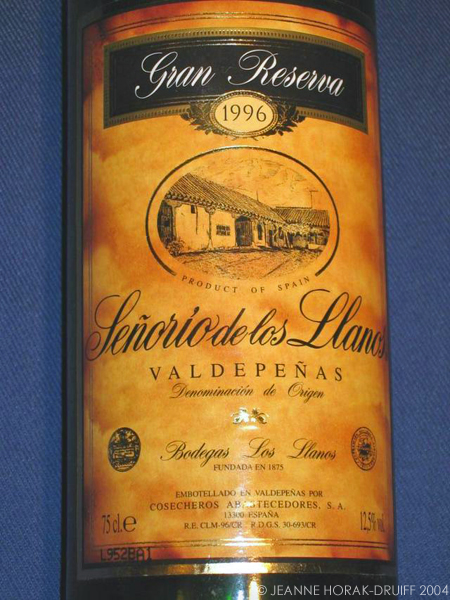 Gran Reserva
1996
PRODUCT OF SPAIN
Señorío de los Llanos
VALDEPEÑAS
Denominación de Origen
Bodegas Los Llanos
FUNDADA EN 1875
EMBOTELLADO EN VALDEPEÑAS POR
COSECHEROS ABASTECEDORES, S. A.
13300 ESPAÑA
R.E. CLM-96/CR - R.D.G.S. 30-693/CR
75 cl.e
12,5% vol.
L952BA1
© JEANNE HORAK-DRUIFF 2004